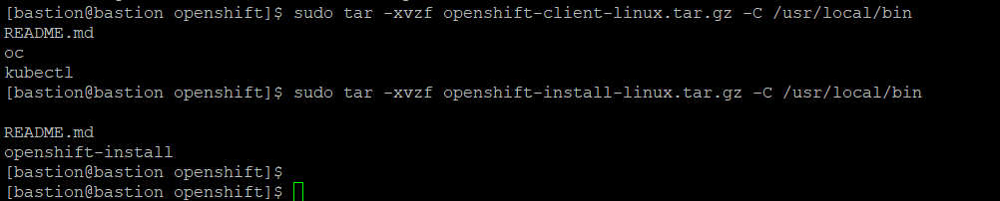 [bastion@bastion openshift]$ sudo tar -xvzf openshift-client-linux.tar.gz -C /usr/local/bin
README.md
oc
kubectl
[bastion@bastion openshift]$ sudo tar -xvzf openshift-install-linux.tar.gz -C /usr/local/bin
README.md
openshift-install
[bastion@bastion openshift]$
[bastion@bastion openshift]$